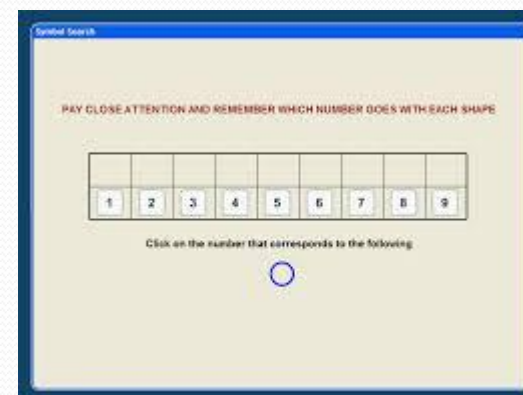 Symbol Search
PAY CLOSE ATTENTION AND REMEMBER WHICH NUMBER GOES WITH EACH SHAPE
1 2 3 4 5 6 7 8 9
Click on the number that corresponds to the following